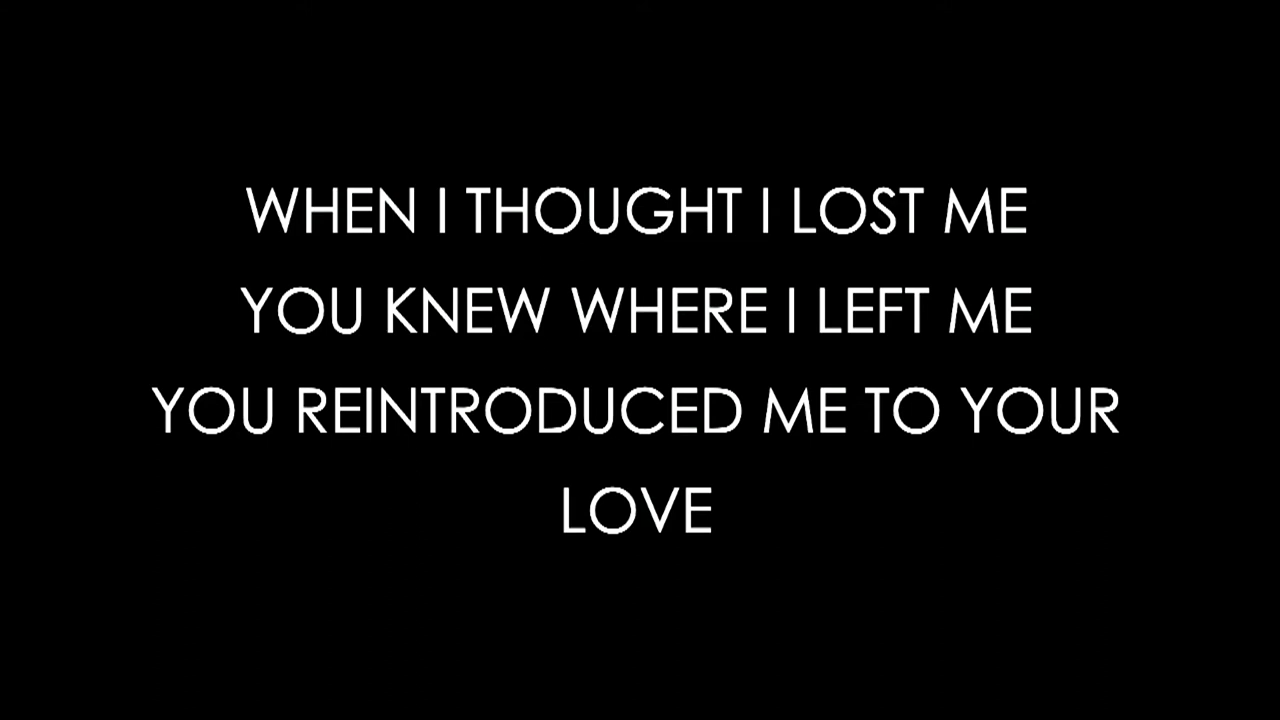 WHEN I THOUGHT I LOST ME
YOU KNEW WHERE I LEFT ME
YOU REINTRODUCED ME TO YOUR
LOVE